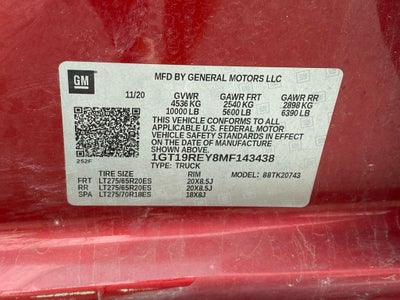 GM
MFD BY GENERAL MOTORS LLC
11/20 GVWR GAWR FRT GAWR RR
4536 KG 2540 KG 2898 KG
10000 LB 5600 LB 6390 LB
THIS VEHICLE CONFORMS TO ALL
APPLICABLE U.S. FEDERAL MOTOR
VEHICLE SAFETY STANDARDS IN
EFFECT ON THE DATE OF
MANUFACTURE SHOWN ABOVE.
1GT19REY8MF143438
TYPE: TRUCK
252F
TIRE SIZE RIM MODEL: 88TK20743
FRT LT275/65R20ES 20X8.5J
RR LT275/65R20ES 20X8.5J
SPA LT275/70R18ES 18X8J